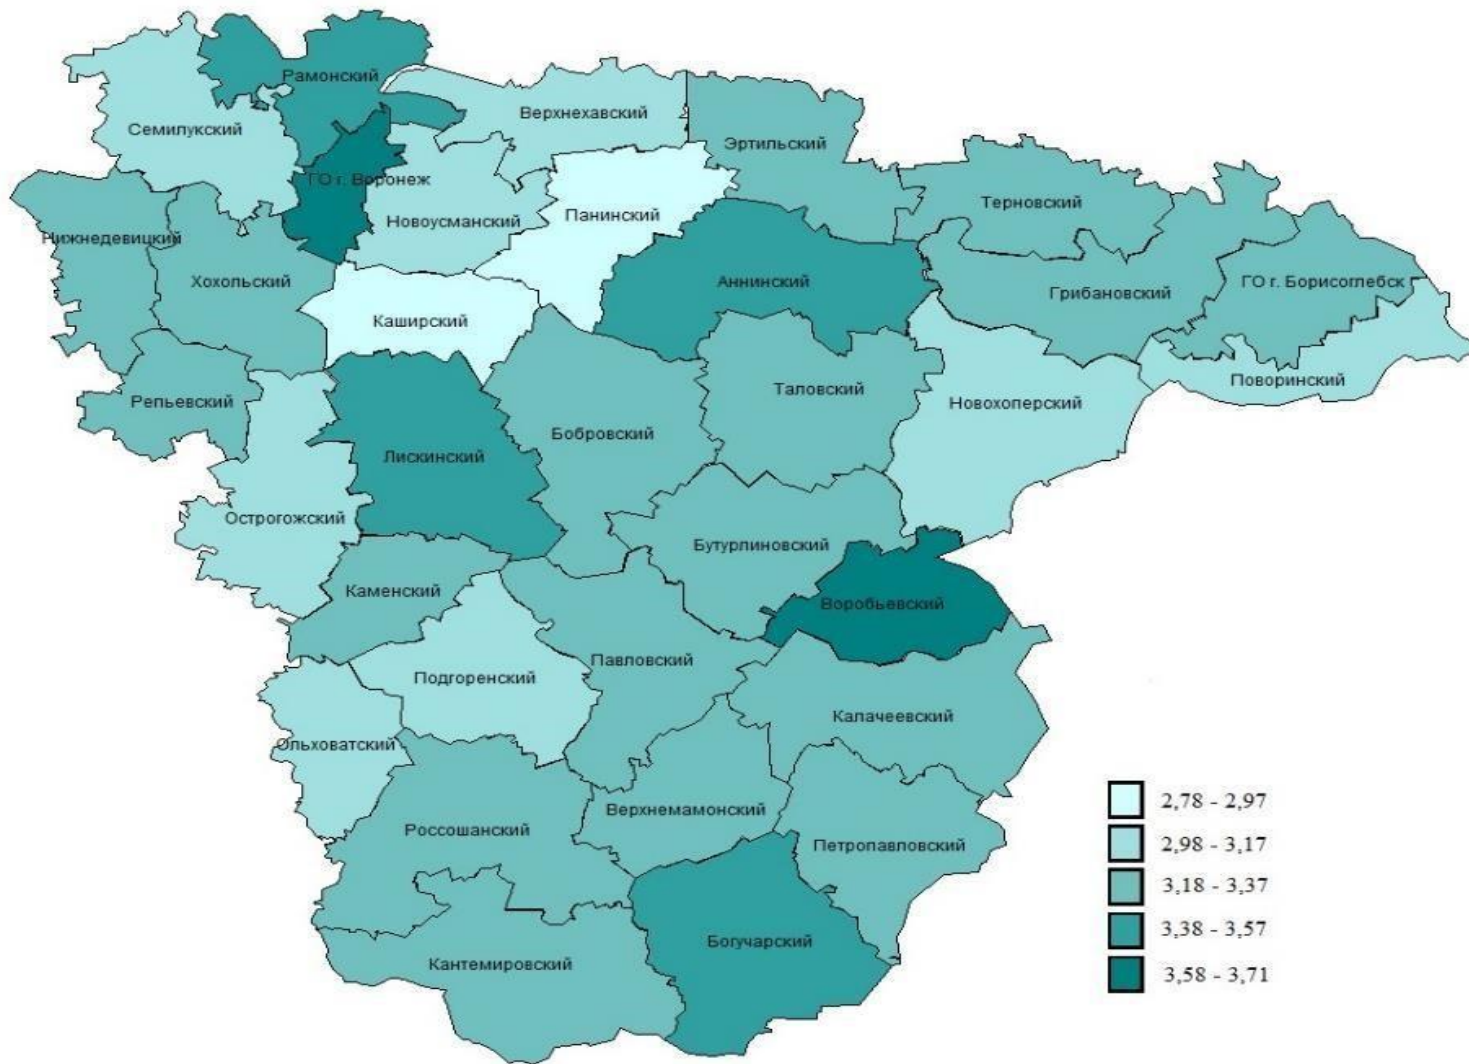 Рамонский
Верхнехавский
Семилукский
Эртильский
ГО г. Воронеж
Терновский
Панинский
Новоусманский
Нижнедевицкий
Хохольский
Аннинский
ГО г. Борисоглебск
Грибановский
Каширский
Поворинский
Таловский
Новохоперский
Репьевский
Бобровский
Лискинский
Острогожский
Бутурлиновский
Каменский
Воробьевский
Павловский
Подгоренский
Калачеевский
Ольховатский
2,78 - 2,97
Верхнемамонский
Россошанский
2,98 - 3,17
Петропавловский
3,18 - 3,37
3,38 - 3,57
Богучарский
Кантемировский
3,58 - 3,71